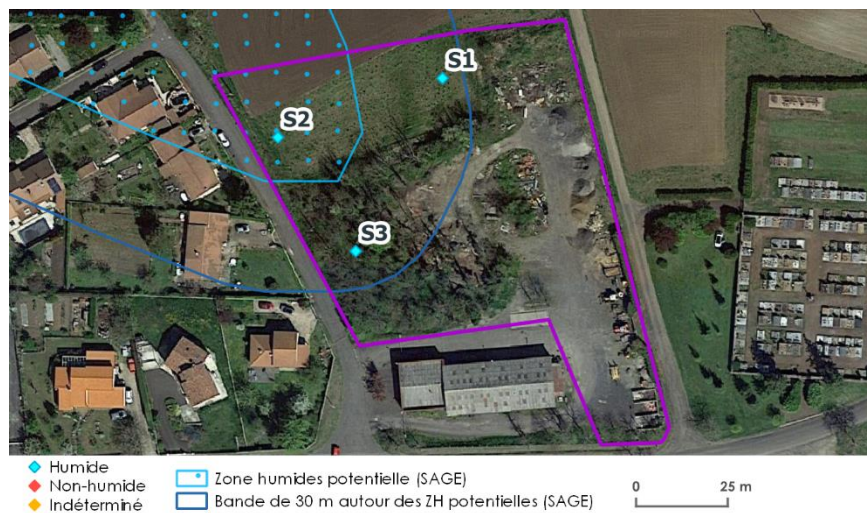 S1
S2
S3
Humide
Non-humide
Indéterminé
Zone humides potentielle (SAGE)
Bande de 30 m autour des ZH potentielles (SAGE)
0 25 m